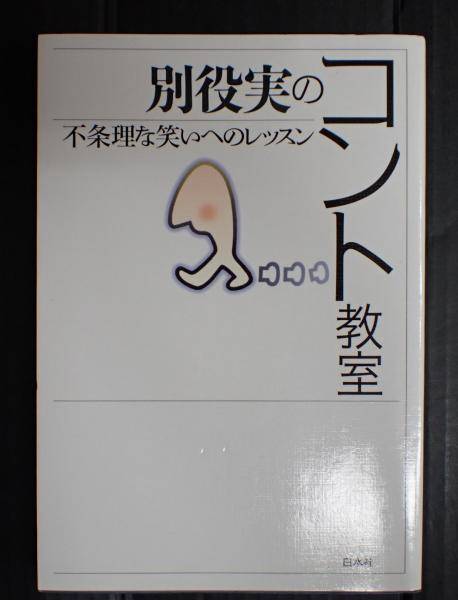 別役実の
コント教室
不条理な笑いへのレッスン
白水社